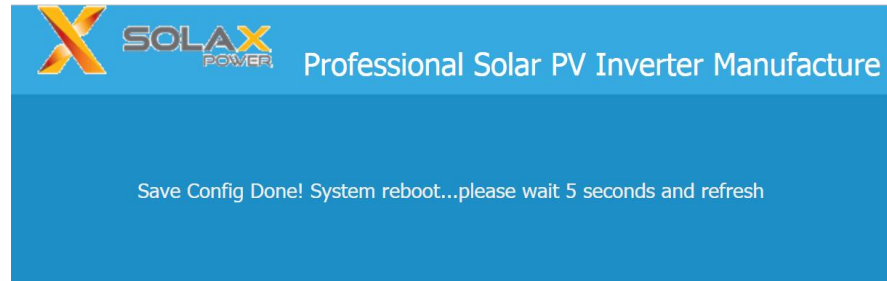 SOLAX
POWER
Professional Solar PV Inverter Manufacture
Save Config Done! System reboot...please wait 5 seconds and refresh